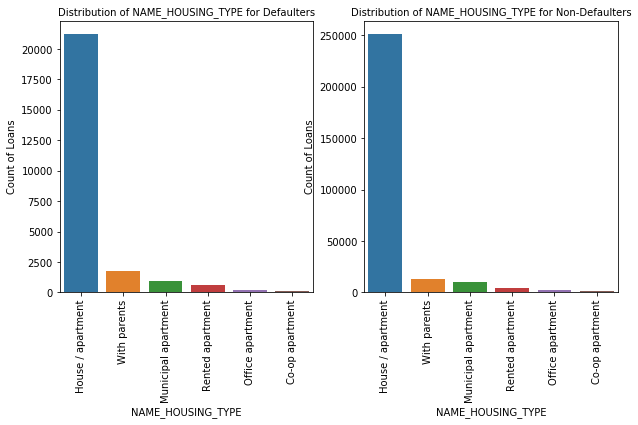 Distribution of NAME_HOUSING_TYPE for Defaulters
Count of Loans
20000
17500
15000
12500
10000
7500
5000
2500
0
House / apartment
With parents
Municipal apartment
Rented apartment
Office apartment
Co-op apartment
NAME_HOUSING_TYPE
Distribution of NAME_HOUSING_TYPE for Non-Defaulters
Count of Loans
250000
200000
150000
100000
50000
0
House / apartment
With parents
Municipal apartment
Rented apartment
Office apartment
Co-op apartment
NAME_HOUSING_TYPE